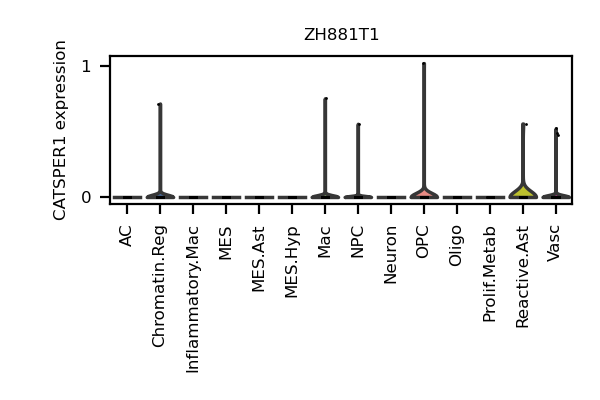 ZH881T1
CATSPER1 expression
1
0
AC
Chromatin.Reg
Inflammatory.Mac
MES
MES.Ast
MES.Hyp
Mac
NPC
Neuron
OPC
Oligo
Prolif.Metab
Reactive.Ast
Vasc